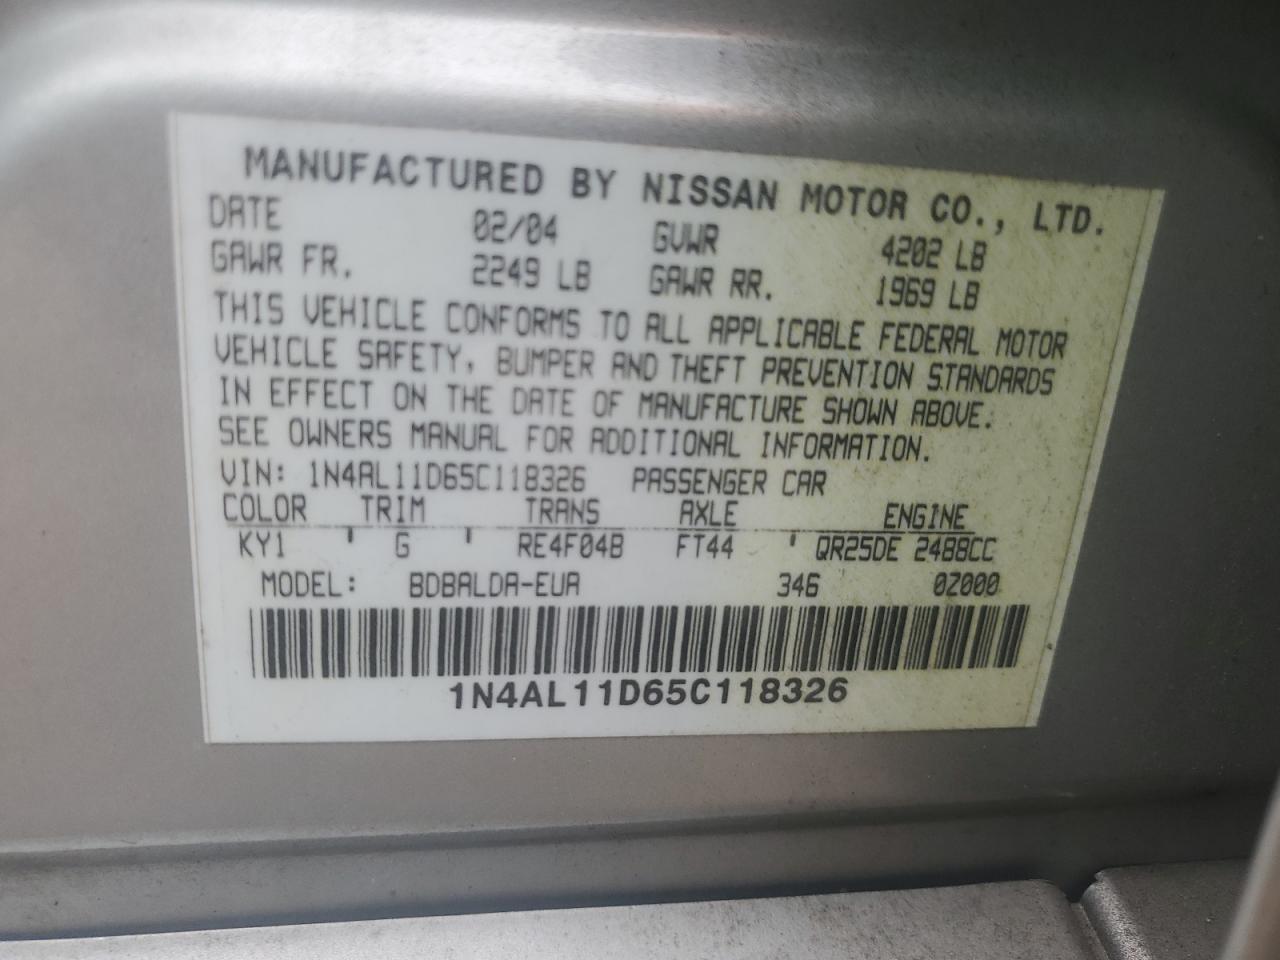 MANUFACTURED BY NISSAN MOTOR CO., LTD.
DATE 02/04 GVWR 4202 LB
GAWR FR. 2249 LB GAWR RR. 1969 LB
THIS VEHICLE CONFORMS TO ALL APPLICABLE FEDERAL MOTOR
VEHICLE SAFETY, BUMPER AND THEFT PREVENTION STANDARDS
IN EFFECT ON THE DATE OF MANUFACTURE SHOWN ABOVE.
SEE OWNERS MANUAL FOR ADDITIONAL INFORMATION.
VIN: 1N4AL11D65C118326 PASSENGER CAR
COLOR TRIM TRANS AXLE ENGINE
KY1 ' G ' RE4F04B FT44 ' QR25DE 2488CC
MODEL: BDBALDA-EUA 346 0Z000
1N4AL11D65C118326